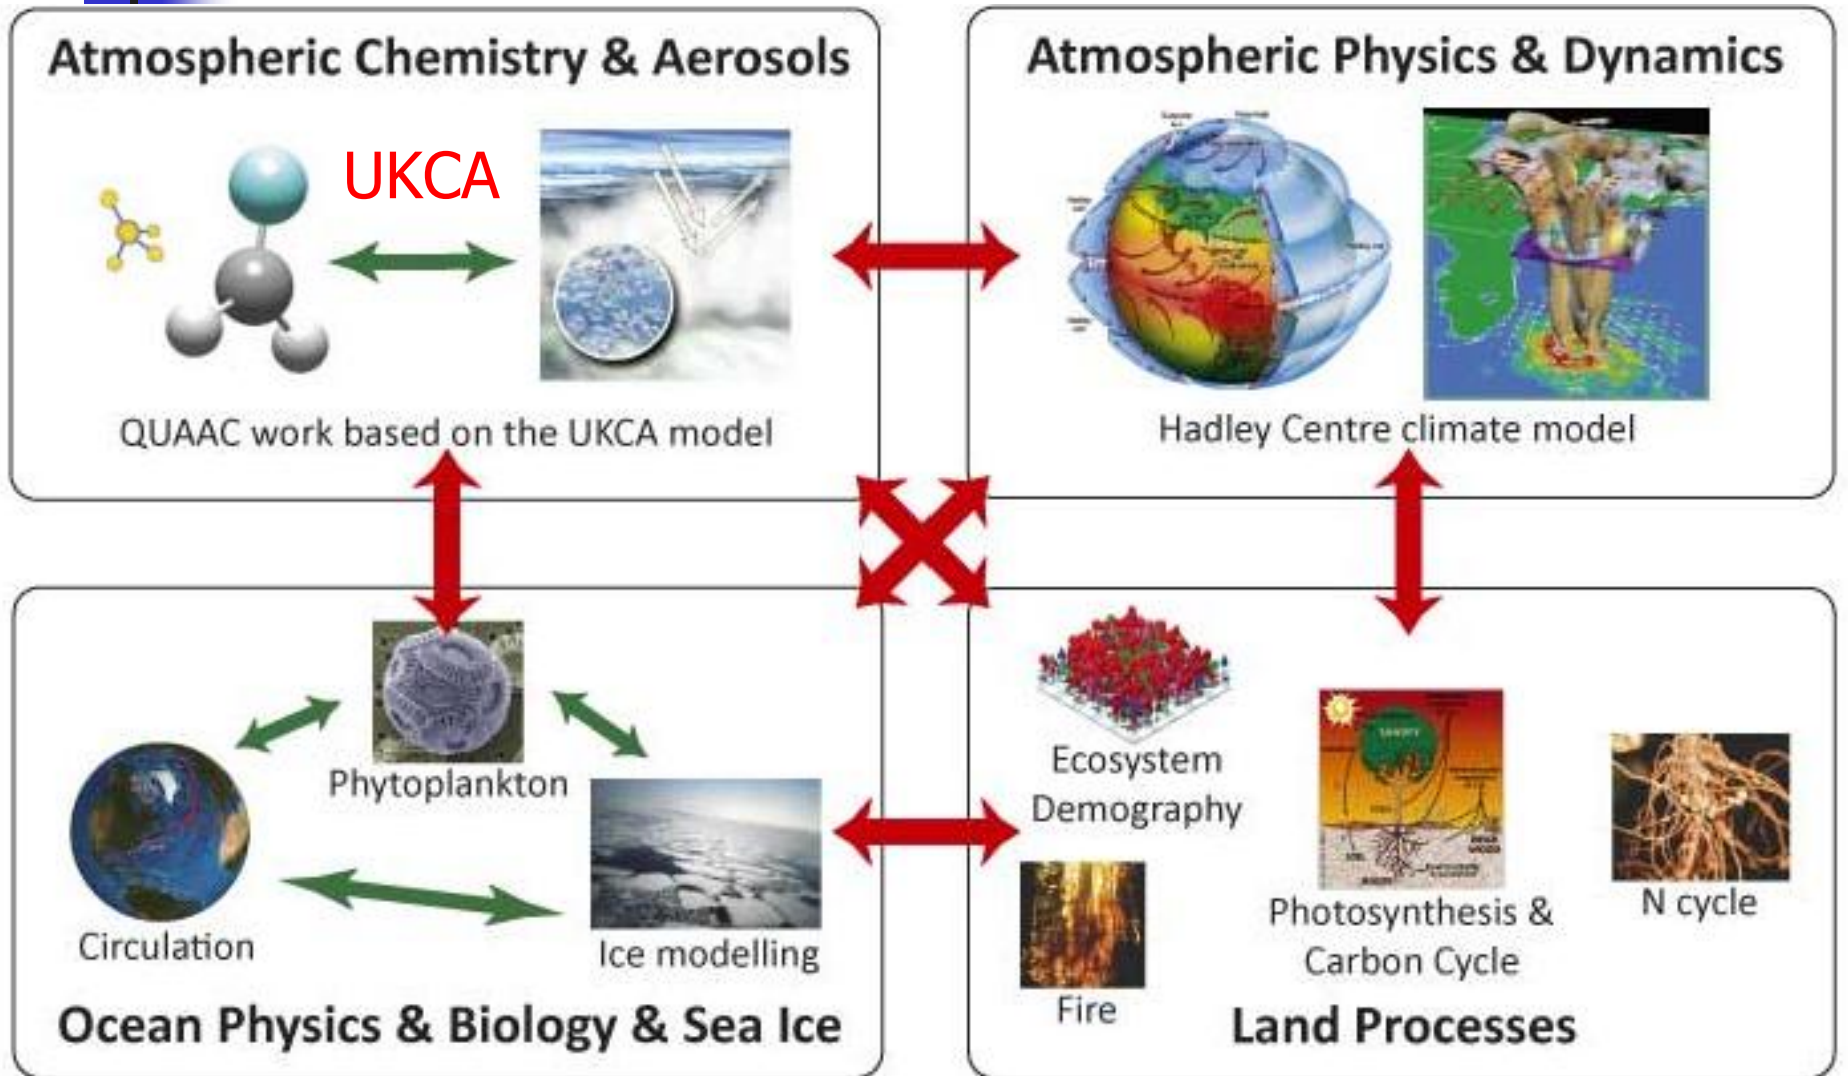 Atmospheric Chemistry & Aerosols
UKCA
QUAAC work based on the UKCA model
Atmospheric Physics & Dynamics
Hadley Centre climate model
Phytoplankton
Circulation
Ice modelling
Ocean Physics & Biology & Sea Ice
Ecosystem
Demography
Fire
Photosynthesis &
Carbon Cycle
N cycle
Land Processes